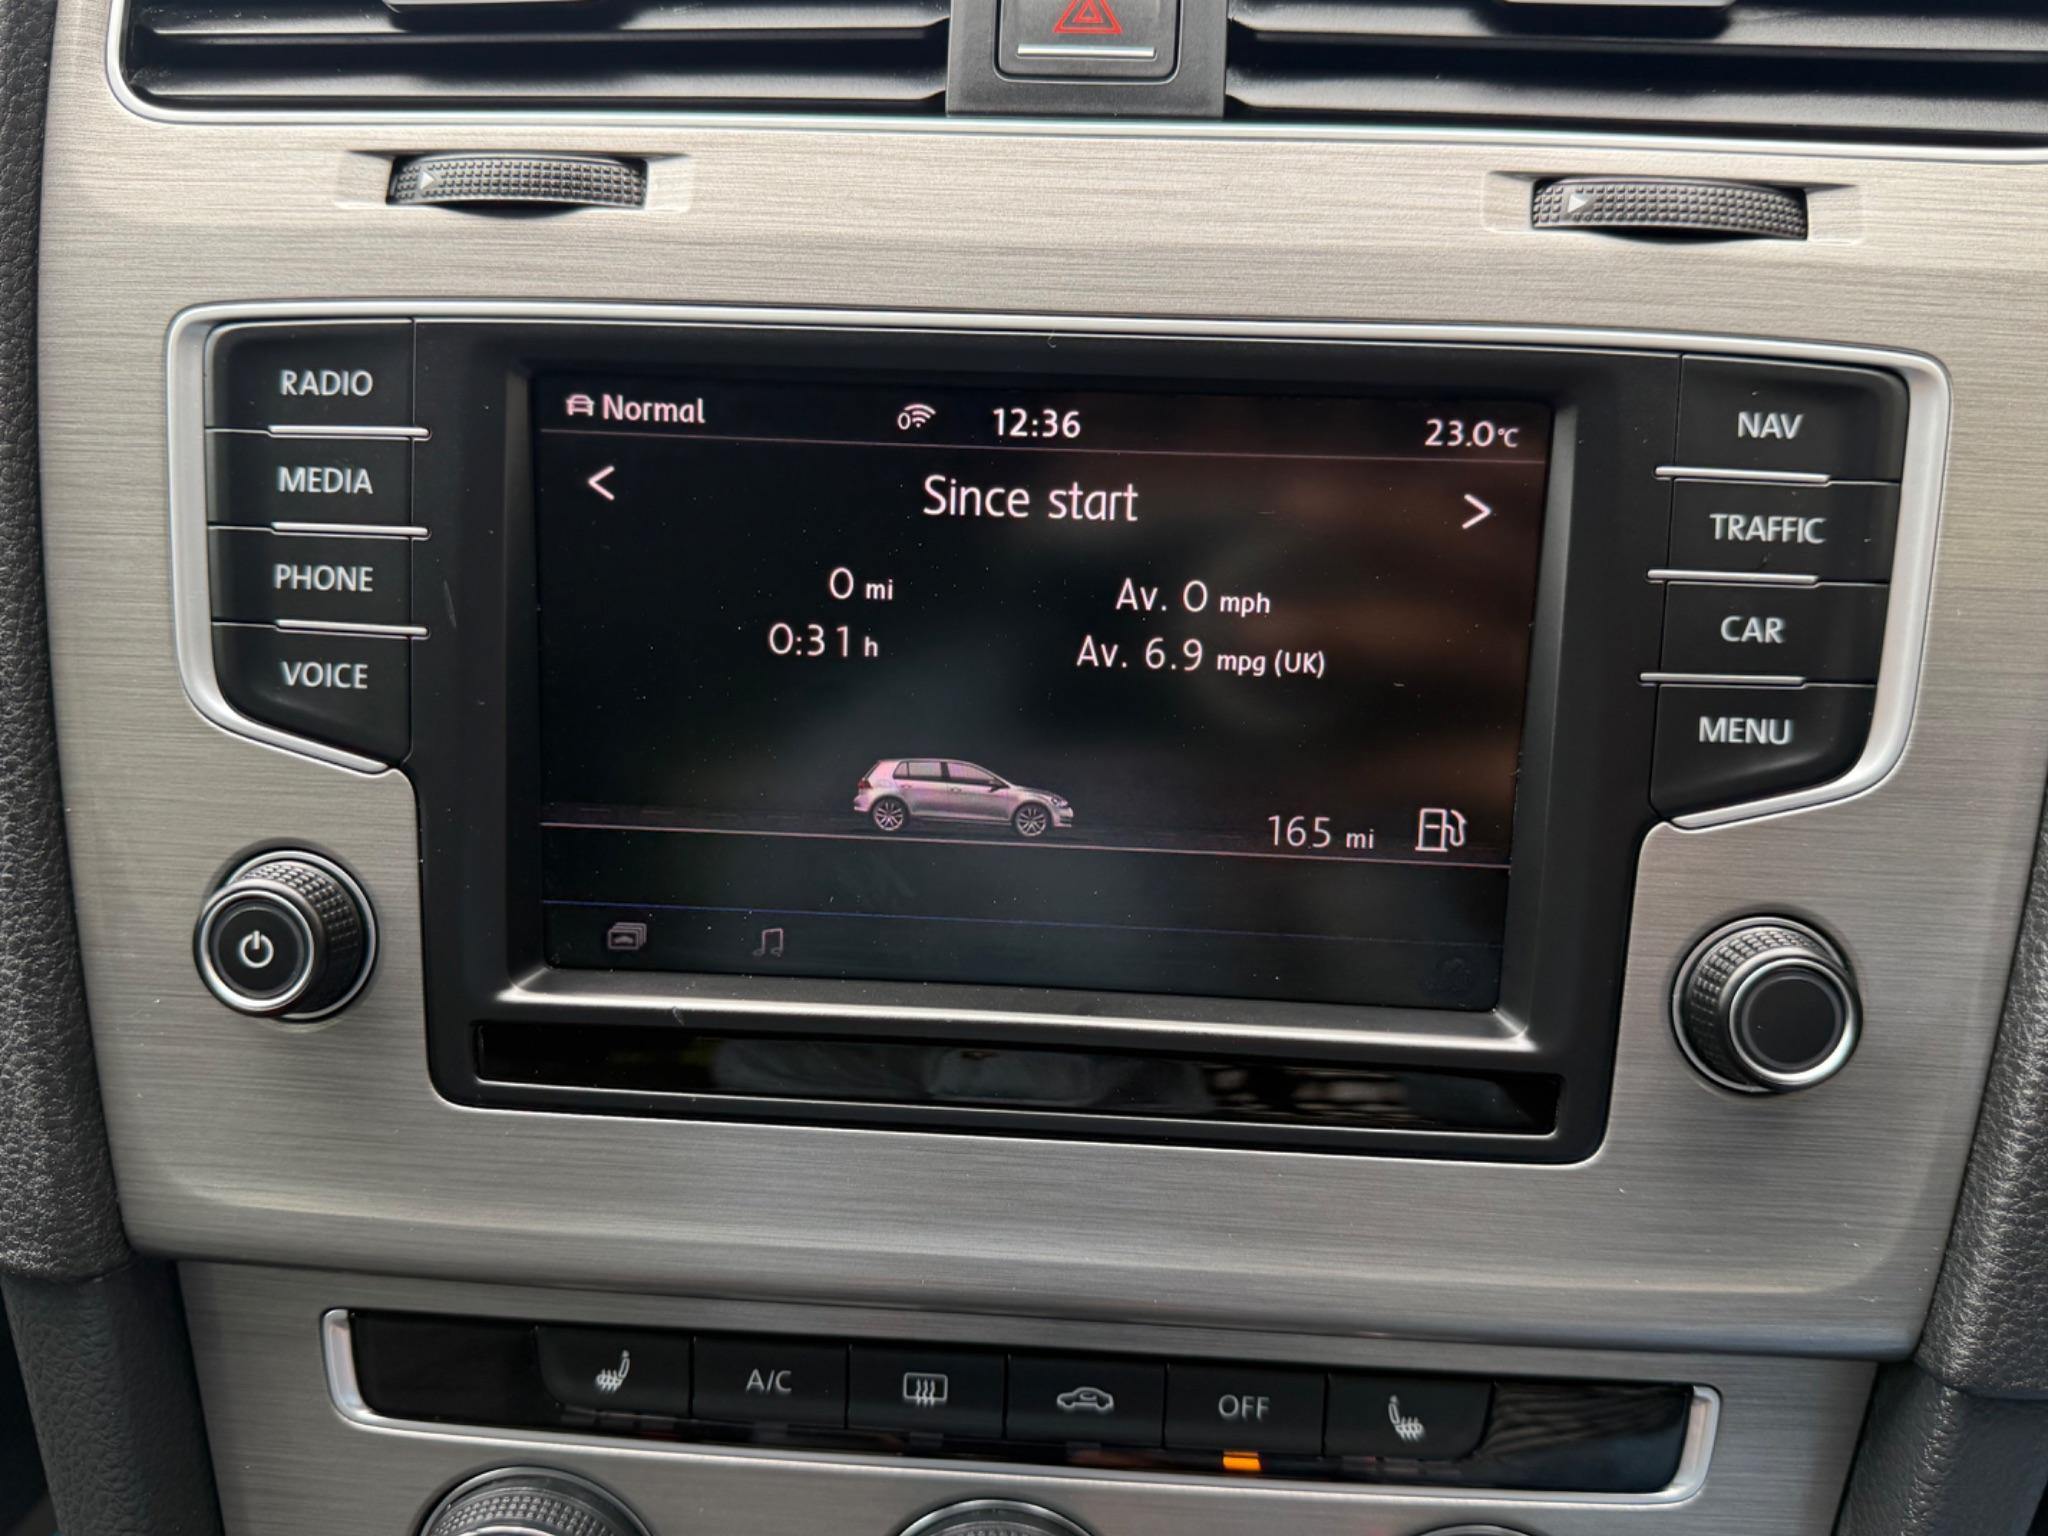 RADIO
MEDIA
PHONE
VOICE
Normal 12:36 23.0°C
< Since start >
0 mi Av. 0 mph
0:31 h Av. 6.9 mpg (UK)
165 mi
NAV
TRAFFIC
CAR
MENU
A/C OFF